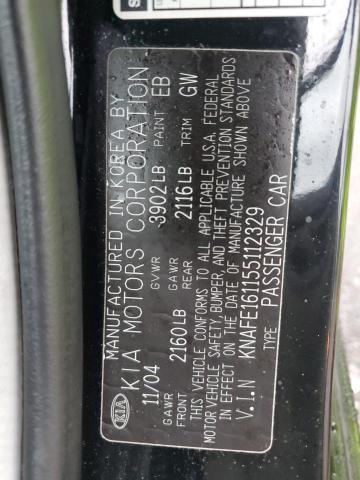 MANUFACTURED IN KOREA BY
KIA KIA MOTORS CORPORATION
11/04 GVWR 3902LB PAINT EB
GAWR FRONT 2160LB GAWR REAR 2116LB TRIM GW
THIS VEHICLE CONFORMS TO ALL APPLICABLE U.S.A. FEDERAL
MOTOR VEHICLE SAFETY, BUMPER, AND THEFT PREVENTION STANDARDS
IN EFFECT ON THE DATE OF MANUFACTURE SHOWN ABOVE
V.I.N KNAFE161155112329
TYPE PASSENGER CAR